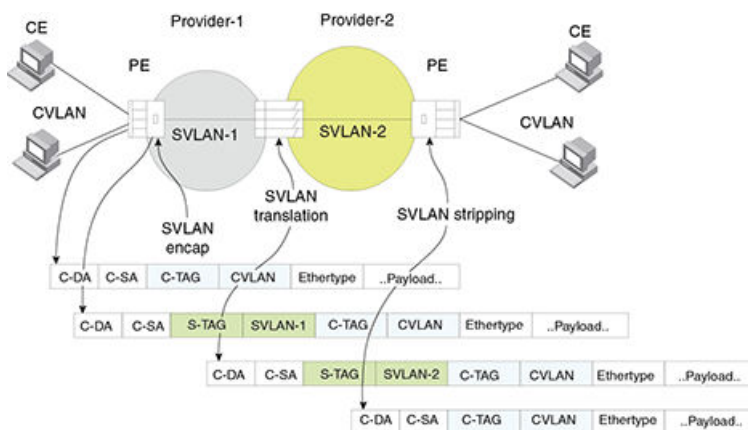 Provider-1 Provider-2
CE CE
PE PE
CVLAN SVLAN-1 SVLAN-2 CVLAN
SVLAN
encap
SVLAN
translation
SVLAN stripping
C-DA C-SA C-TAG CVLAN Ethertype ..Payload..
C-DA C-SA S-TAG SVLAN-1 C-TAG CVLAN Ethertype ..Payload..
C-DA C-SA S-TAG SVLAN-2 C-TAG CVLAN Ethertype ..Payload..
C-DA C-SA C-TAG CVLAN Ethertype ..Payload..